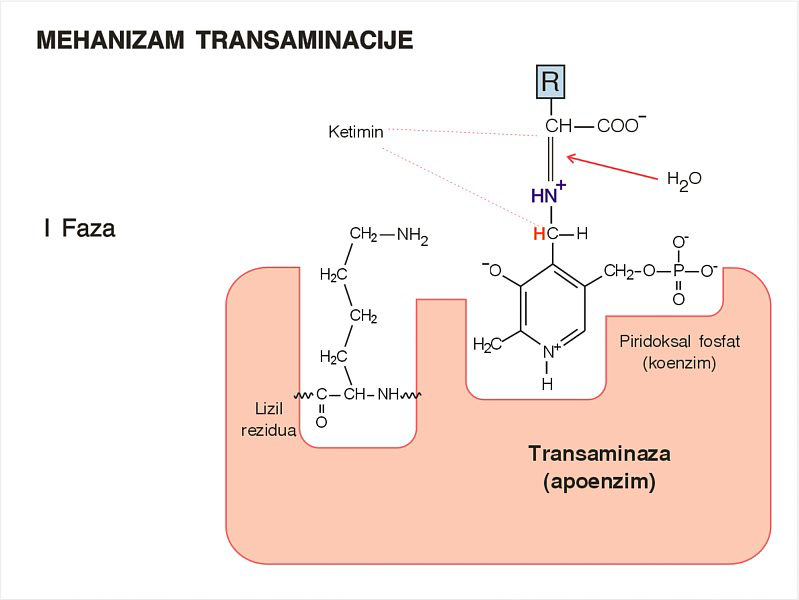 MEHANIZAM TRANSAMINACIJE
R
CH—COO⁻
Ketimin
H₂O
HN⁺
I Faza
CH₂—NH₂
HC—H
O⁻
⁻O
CH₂—O—P—O⁻
O
H₂C
CH₂
H₂C
H₂C
N⁺
H
Piridoksal fosfat
(koenzim)
C—CH—NH
O
Lizil
rezidua
Transaminaza
(apoenzim)